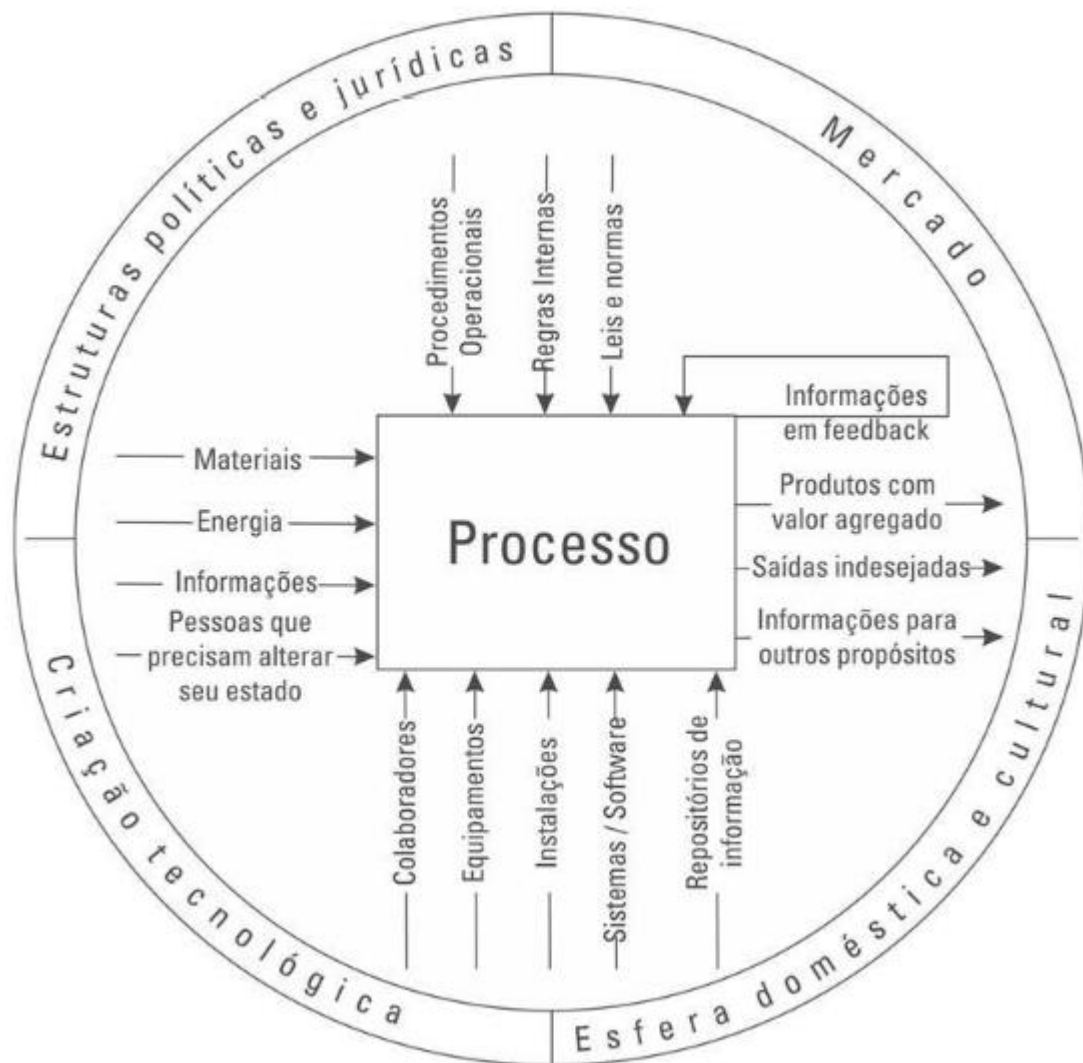 Estruturas políticas e jurídicas
Mercado
Procedimentos
Operacionais
Regras Internas
Leis e normas
Informações
em feedback
Materiais
Energia
Informações
Pessoas que
precisam alterar
seu estado
Processo
Produtos com
valor agregado
Saídas indesejadas
Informações para
outros propósitos
Colaboradores
Equipamentos
Instalações
Sistemas / Software
Repositórios de
informação
Criação tecnológica
Esfera doméstica e cultural